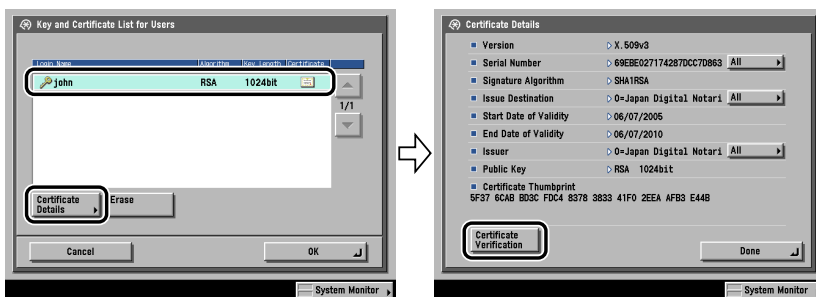 Key and Certificate List for Users
Login Name Algorithm Key Length Certificate
john RSA 1024bit
1/1
Certificate
Details
Erase
Cancel
OK
System Monitor
Certificate Details
Version X.509v3
Serial Number 69EBE027174287DCC7D863 All
Signature Algorithm SHA1RSA
Issue Destination O=Japan Digital Notari All
Start Date of Validity 06/07/2005
End Date of Validity 06/07/2010
Issuer O=Japan Digital Notari All
Public Key RSA 1024bit
Certificate Thumbprint
5F37 6CAB BD3C FDC4 8378 3833 41F0 2EEA AFB3 E44B
Certificate
Verification
Done
System Monitor